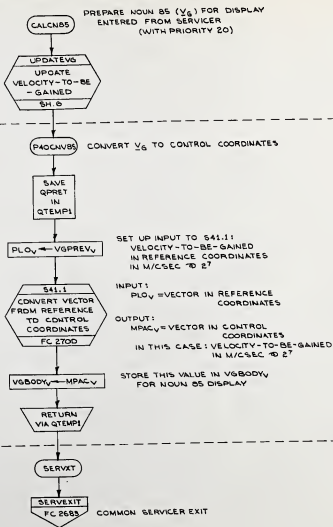 PREPARE NOUN 85 (VG) FOR DISPLAY
ENTERED FROM SERVICER
(WITH PRIORITY 20)
CALCN85
UPDATEVG
UPDATE
VELOCITY-TO-BE
-GAINED
SH. 8
P40CNV85
CONVERT VG TO CONTROL COORDINATES
SAVE
QPRET
IN
QTEMP1
SET UP INPUT TO S41.1:
VELOCITY-TO-BE-GAINED
IN REFERENCE COORDINATES
IN M/CSEC @ 2⁷
PLOV ← VGPREVV
S41.1
CONVERT VECTOR
FROM REFERENCE
TO CONTROL
COORDINATES
FC 2700
INPUT:
PLOV = VECTOR IN REFERENCE
COORDINATES
OUTPUT:
MPACV = VECTOR IN CONTROL
COORDINATES
IN THIS CASE: VELOCITY-TO-BE-GAINED
IN M/CSEC @ 2⁷
VGBODYV ← MPACV
STORE THIS VALUE IN VGBODYV
FOR NOUN 85 DISPLAY
RETURN
VIA QTEMP1
SERVXT
SERVEXIT
FC 2685
COMMON SERVICER EXIT